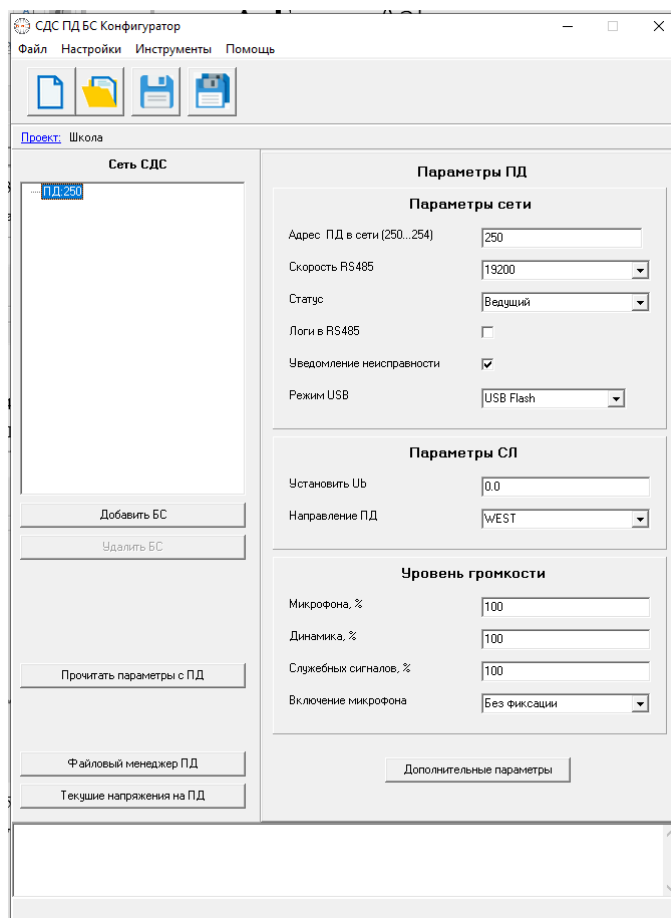 СДС ПД БС Конфигуратор
Файл Настройки Инструменты Помощь
Проект: Школа
Сеть СДС
ПД:250
Добавить БС
Удалить БС
Прочитать параметры с ПД
Файловый менеджер ПД
Текушие напряжения на ПД
Параметры ПД
Параметры сети
Адрес ПД в сети (250...254) 250
Скорость RS485 19200
Статус Ведущий
Логи в RS485
Уведомление неисправности
Режим USB USB Flash
Параметры СЛ
Установить Ub 0.0
Направление ПД WEST
Уровень громкости
Микрофона, % 100
Динамика, % 100
Служебных сигналов, % 100
Включение микрофона Без фиксации
Дополнительные параметры